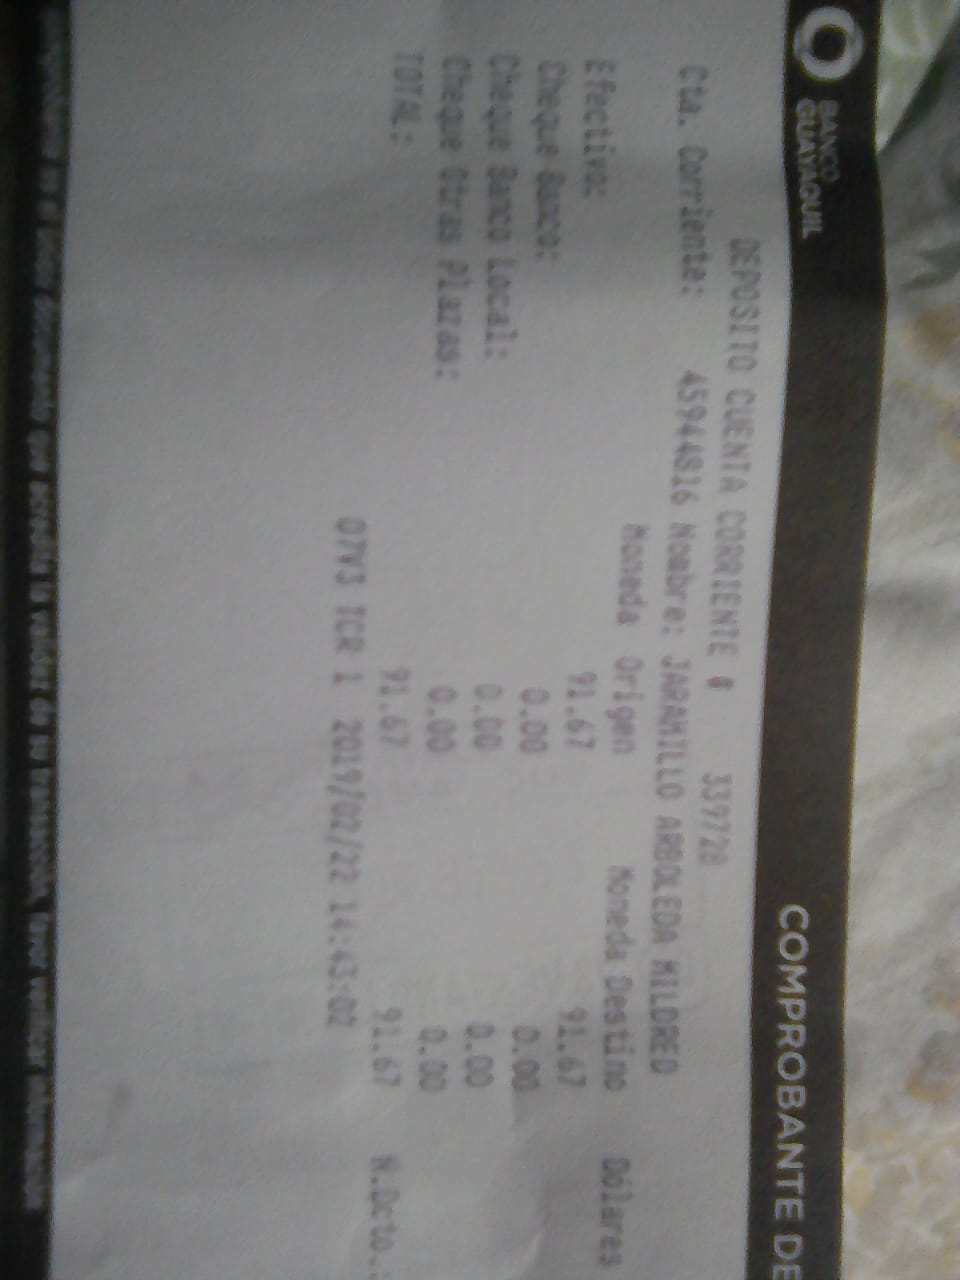 BANCO
GUAYAQUIL
COMPROBANTE DE
DEPOSITO CUENTA CORRIENTE # 339728
Cta. Corriente: 45944816 Nombre: JARAMILLO ARBOLEDA MILDRED
Moneda Origen Moneda Destino Dólares
Efectivo: 91.67 91.67
Cheque Banco: 0.00 0.00
Cheque Banco Local: 0.00 0.00
Cheque Otras Plazas: 0.00 0.00
TOTAL: 91.67 91.67 N.Dcto.:
07V3 TCR 1 2019/02/22 14:43:02
comprobante es el único documento que acredita la validez de su transacción, favor verificar información